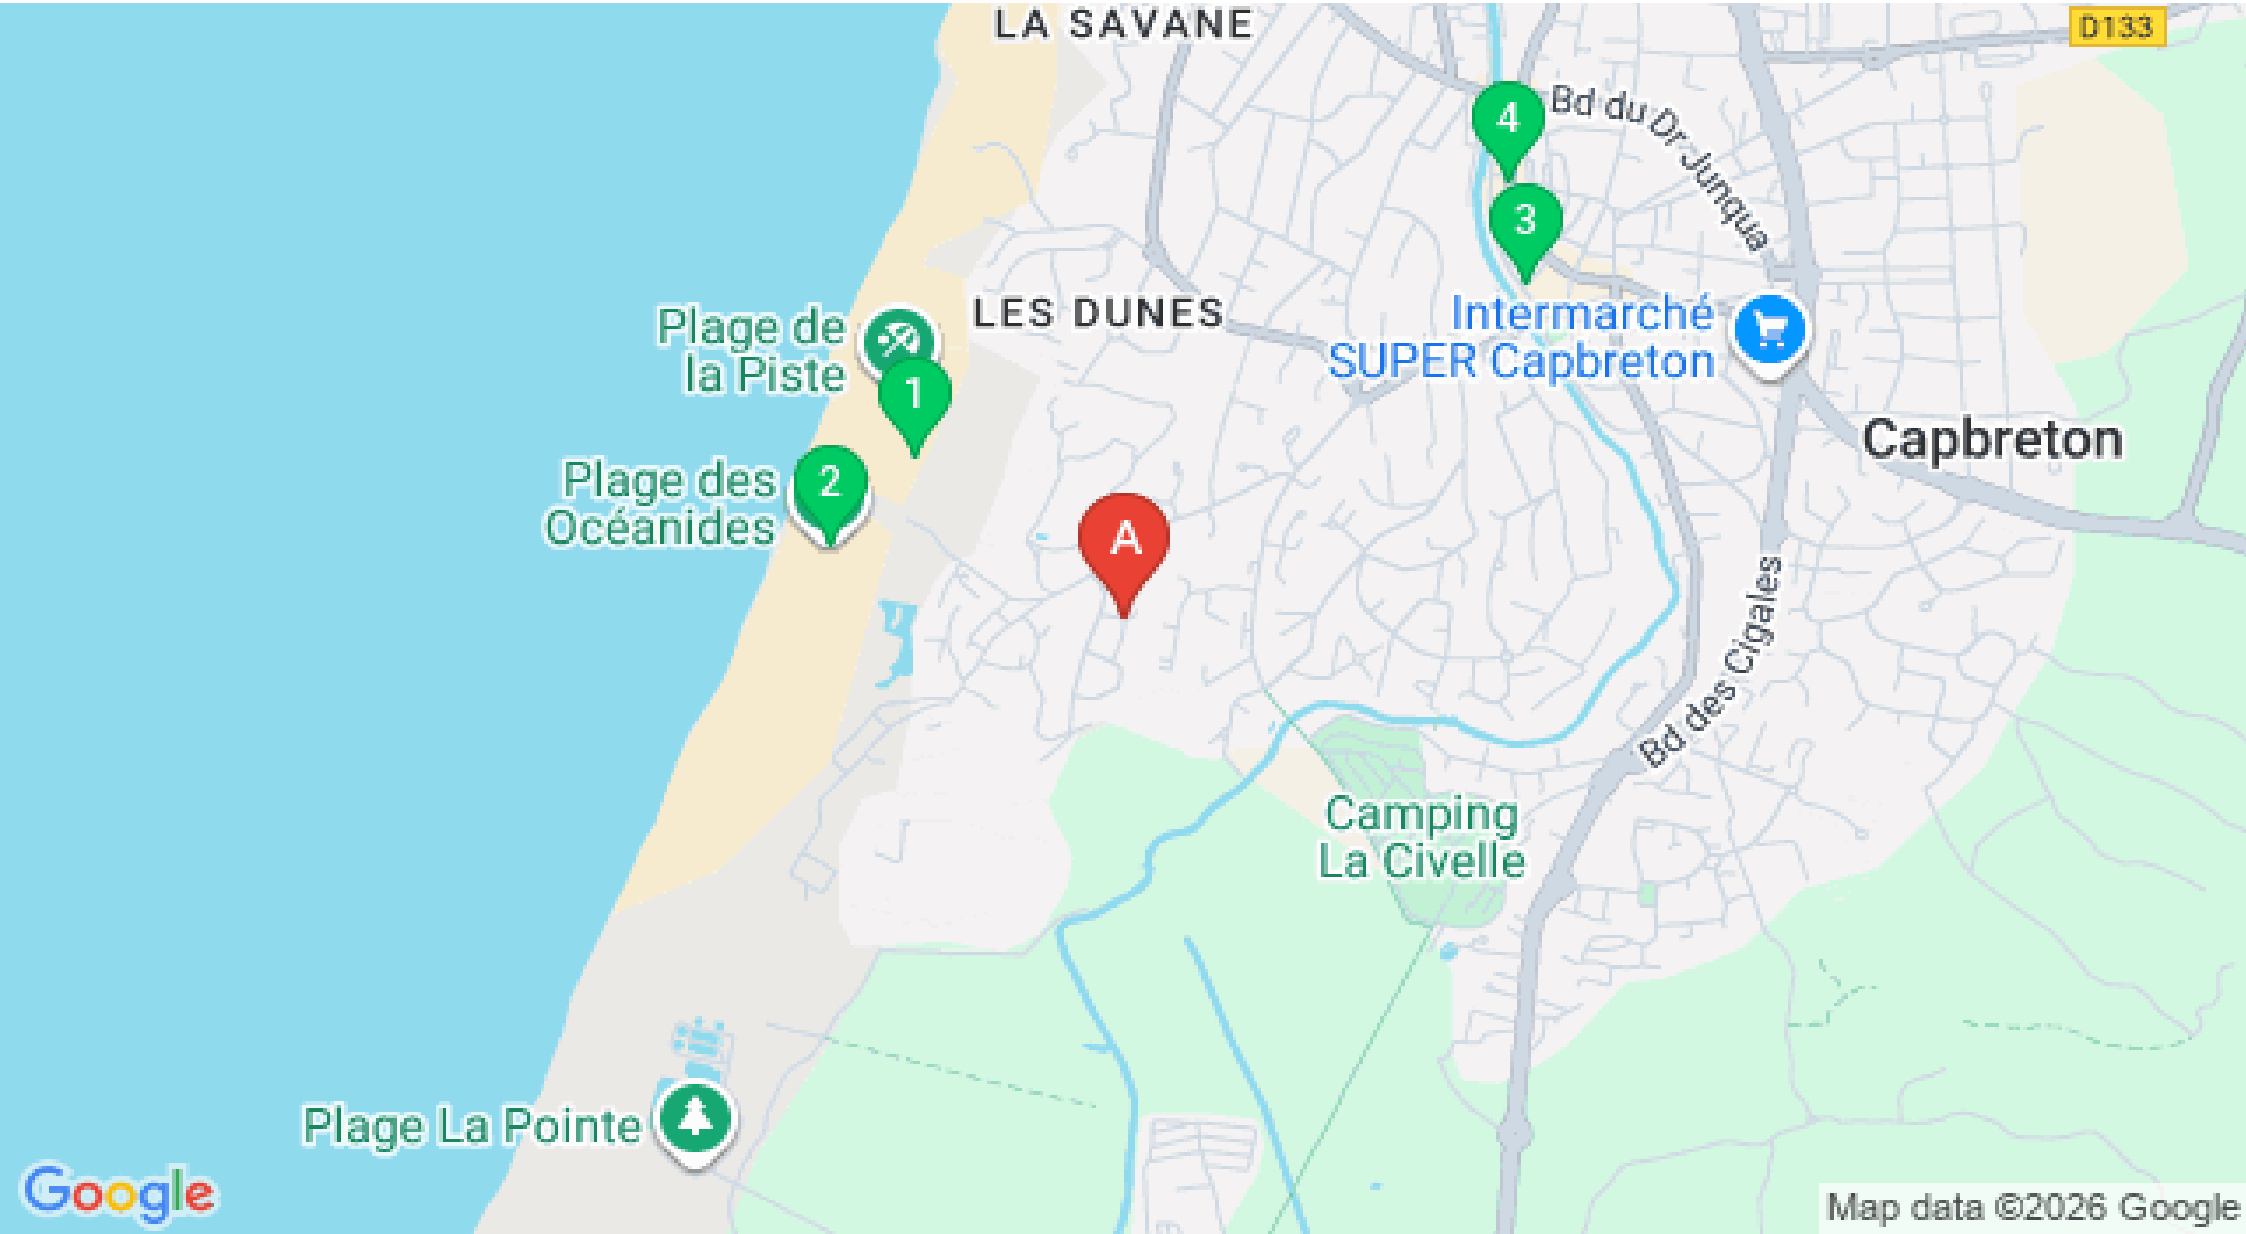 LA SAVANE
D133
4
Bd du Dr Junqua
3
LES DUNES
Plage de
la Piste
Intermarché
SUPER Capbreton
1
Capbreton
Plage des
Océanides
2
A
Bd des Cigales
Camping
La Civelle
Plage La Pointe
Google
Map data ©2026 Google